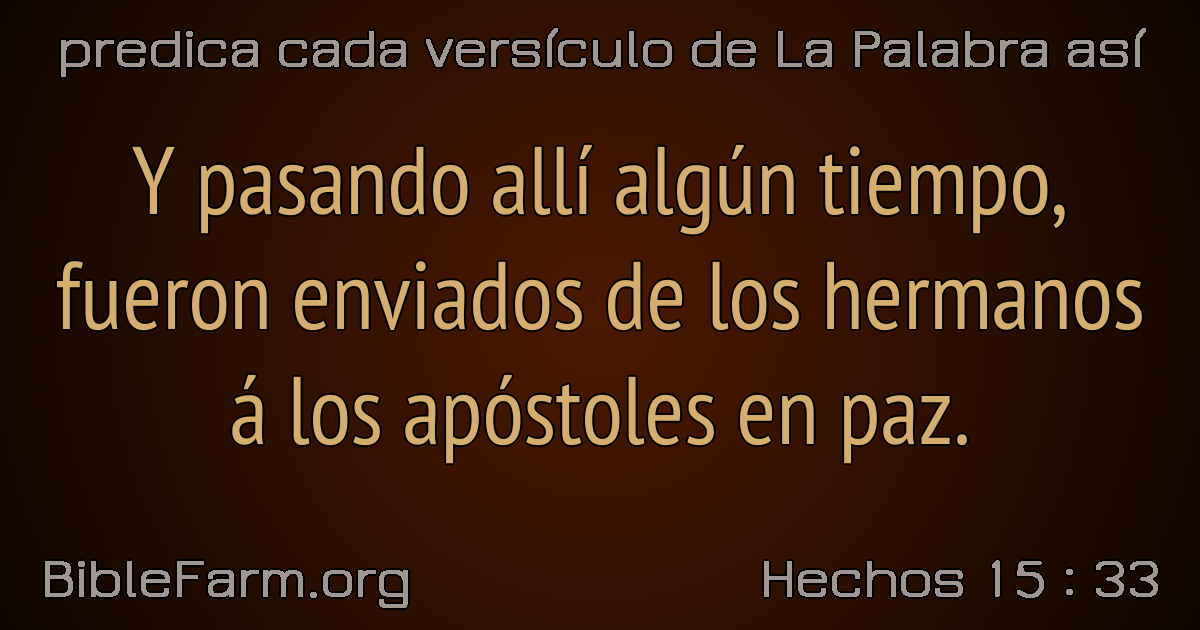 predica cada versículo de La Palabra así
Y pasando allí algún tiempo,
fueron enviados de los hermanos
á los apóstoles en paz.
BibleFarm.org
Hechos 15 : 33